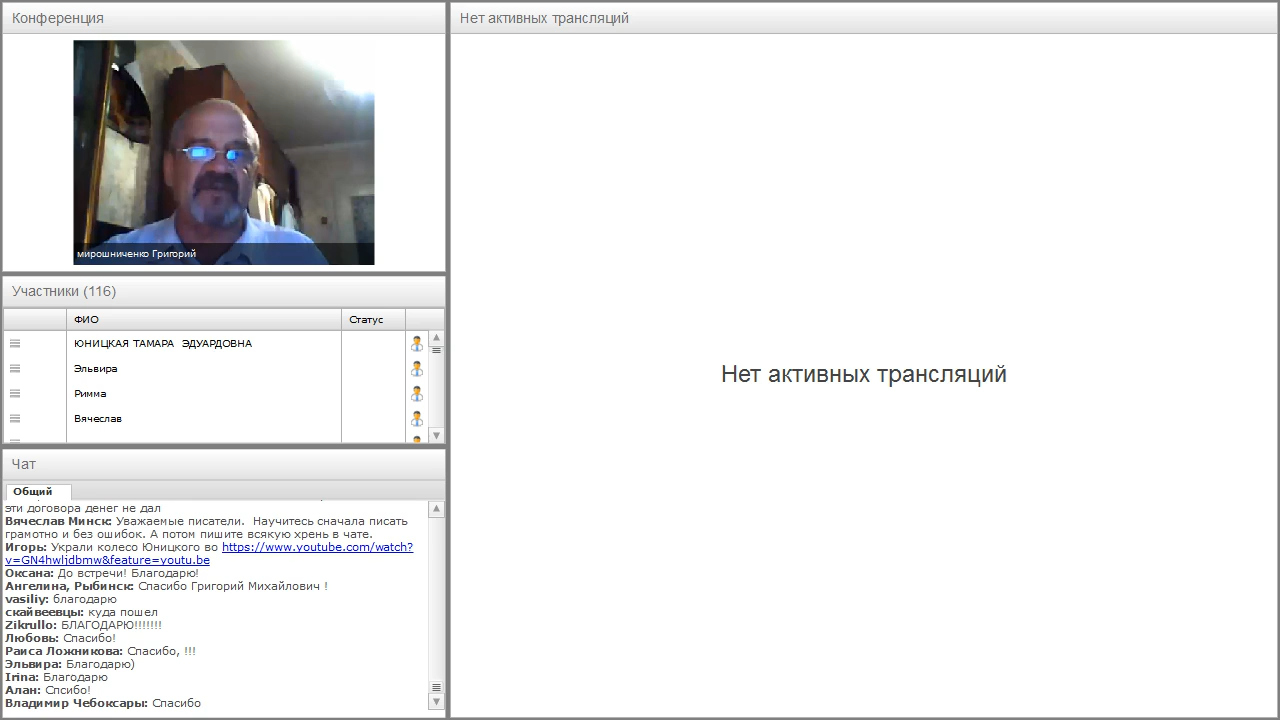 Конференция
Нет активных трансляций
мирошниченко Григорий
Участники (116)
ФИО
Статус
ЮНИЦКАЯ ТАМАРА ЭДУАРДОВНА
Эльвира
Римма
Вячеслав
Чат
Общий
эти договора денег не дал
Вячеслав Минск: Уважаемые писатели. Научитесь сначала писать
грамотно и без ошибок. А потом пишите всякую хрень в чате.
Игорь: Украли колесо Юницкого во https://www.youtube.com/watch?
v=GN4hwljdbmw&feature=youtu.be
Оксана: До встречи! Благодарю!
Ангелина, Рыбинск: Спасибо Григорий Михайлович !
vasiliy: благодарю
скайвеевцы: куда пошел
Zikrullo: БЛАГОДАРЮ!!!!!!!
Любовь: Спасибо!
Раиса Ложникова: Спасибо, !!!
Эльвира: Благодарю)
Irina: Благодарю
Алан: Спсибо!
Владимир Чебоксары: Спасибо
Нет активных трансляций